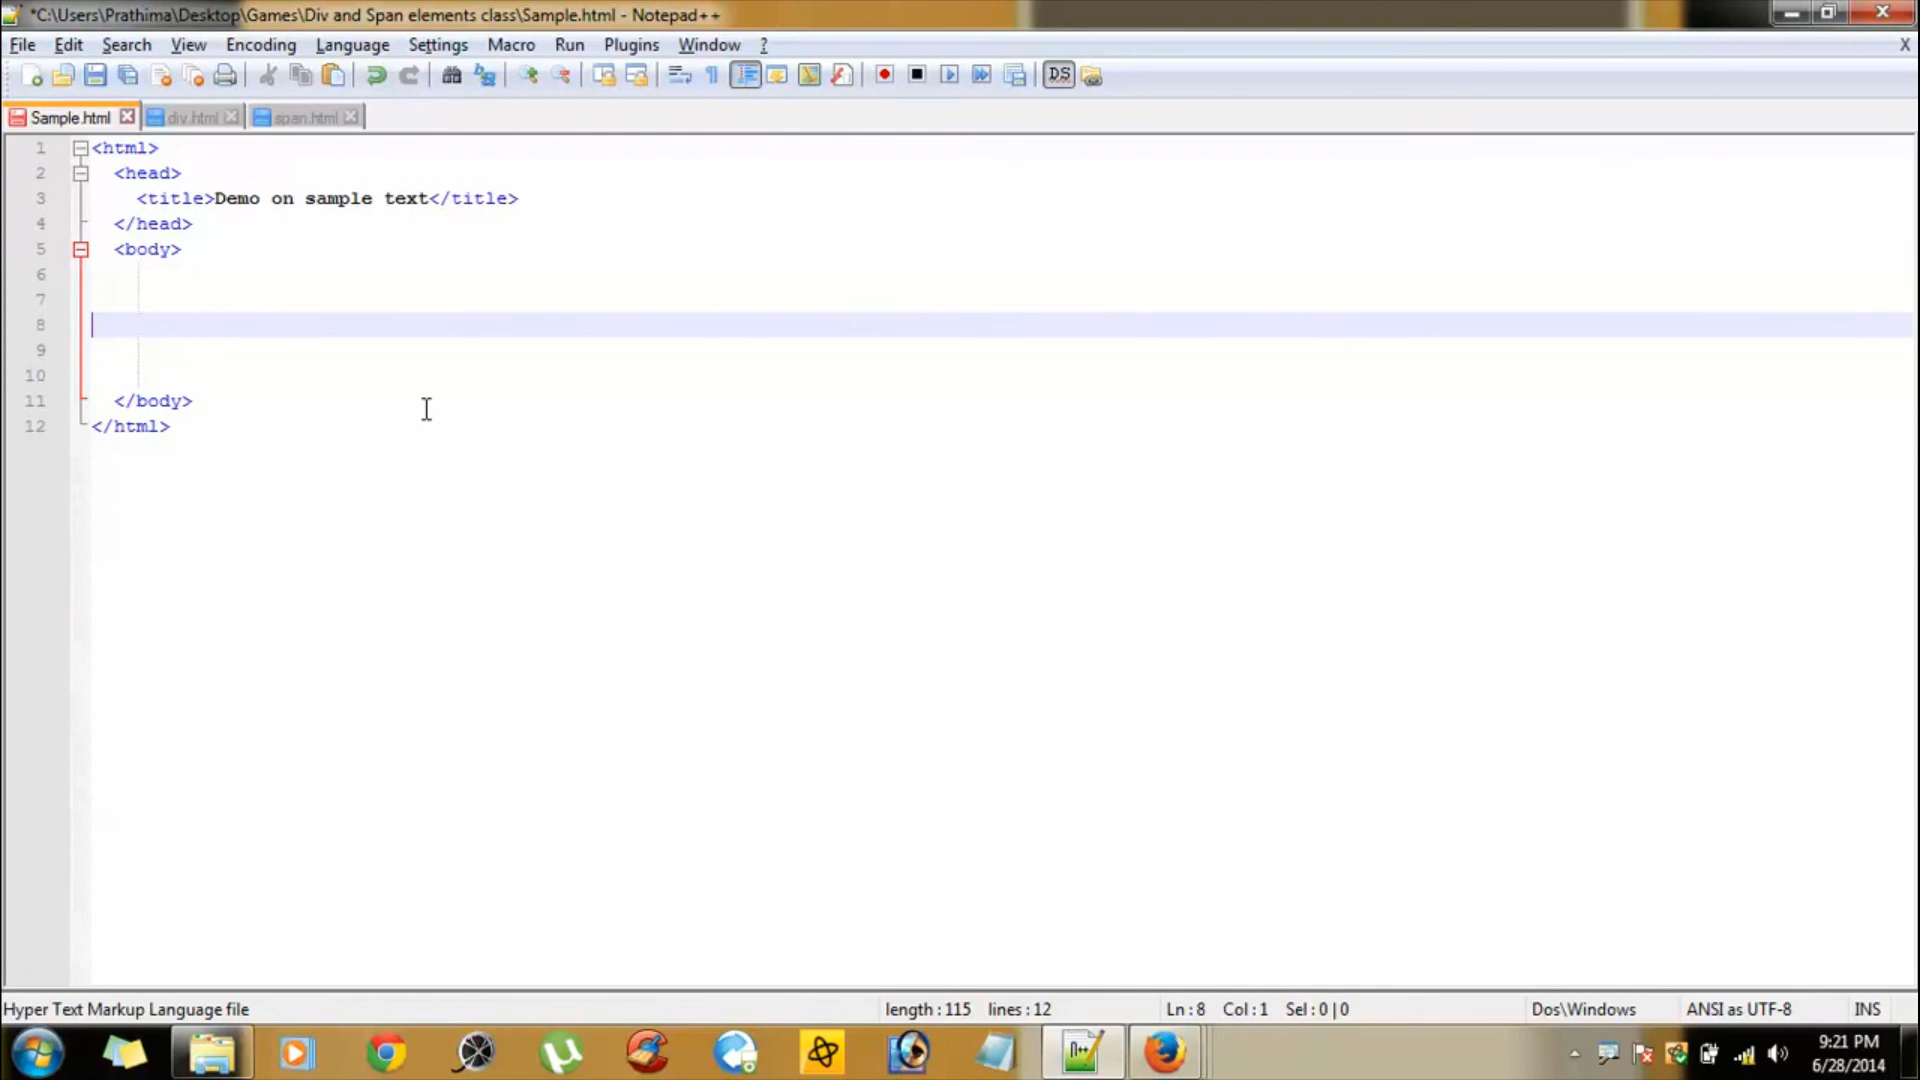 *C:\Users\Prathima\Desktop\Games\Div and Span elements class\Sample.html - Notepad++
File Edit Search View Encoding Language Settings Macro Run Plugins Window ? X
DS
Sample.html div.html span.html
1 <html>
2 <head>
3 <title>Demo on sample text</title>
4 </head>
5 <body>
6
7
8
9
10
11 </body>
12 </html>
Hyper Text Markup Language file length : 115 lines : 12 Ln : 8 Col : 1 Sel : 0 | 0 Dos\Windows ANSI as UTF-8 INS
9:21 PM
6/28/2014